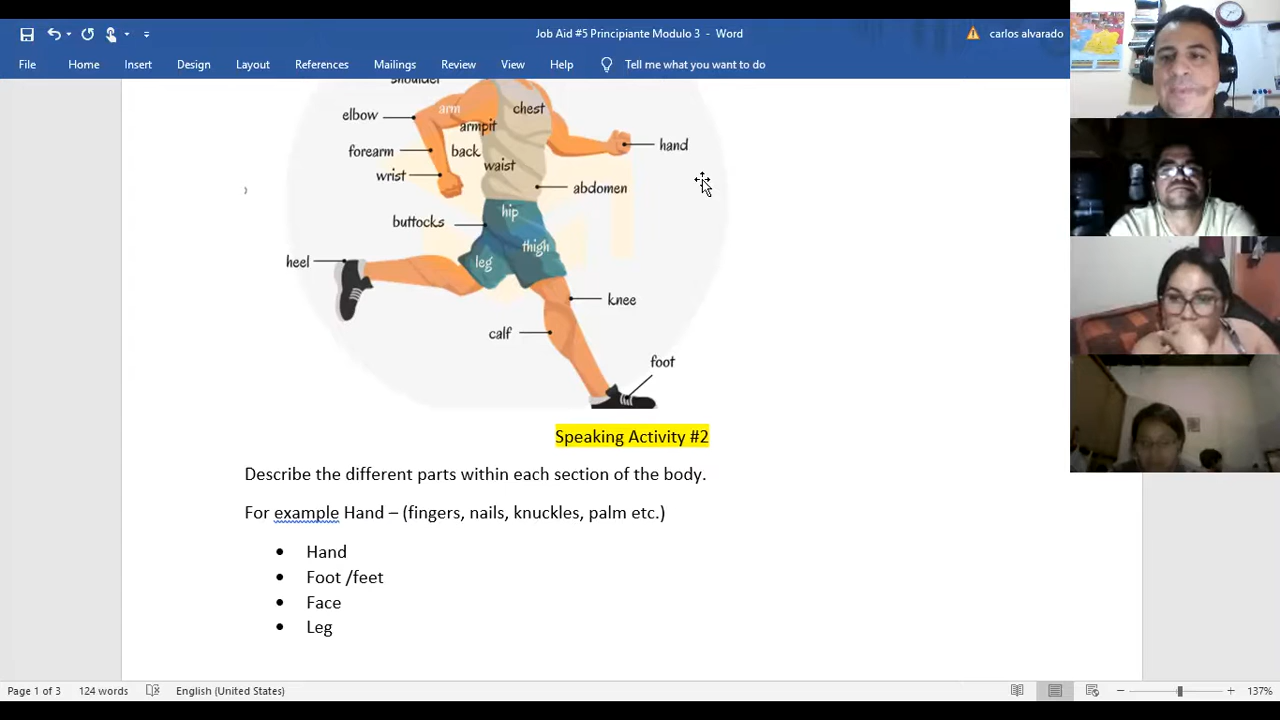 Job Aid #5 Principiante Modulo 3 - Word
carlos alvarado
File Home Insert Design Layout References Mailings Review View Help Tell me what you want to do
shoulder
elbow
arm
chest
armpit
forearm
back
hand
waist
wrist
abdomen
hip
buttocks
thigh
leg
heel
knee
calf
foot
Speaking Activity #2
Describe the different parts within each section of the body.
For example Hand – (fingers, nails, knuckles, palm etc.)
• Hand
• Foot /feet
• Face
• Leg
Page 1 of 3 124 words English (United States) 137%